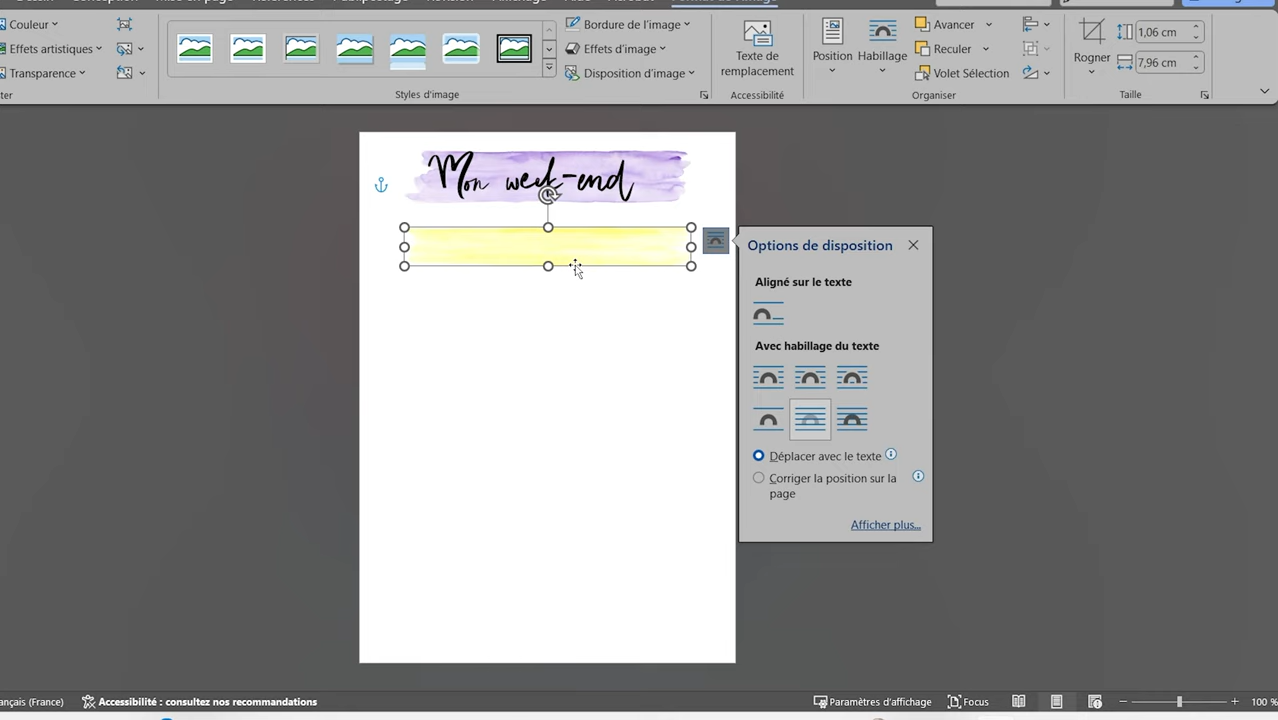 Couleur
Effets artistiques
Transparence
Styles d'image
Bordure de l'image
Effets d'image
Disposition d'image
Texte de
remplacement
Accessibilité
Position
Habillage
Avancer
Reculer
Volet Sélection
Organiser
Rogner
1,06 cm
7,96 cm
Taille
Mon week-end
Options de disposition
Aligné sur le texte
Avec habillage du texte
Déplacer avec le texte
Corriger la position sur la
page
Afficher plus...
ançais (France)
Accessibilité : consultez nos recommandations
Paramètres d'affichage
Focus
100 %